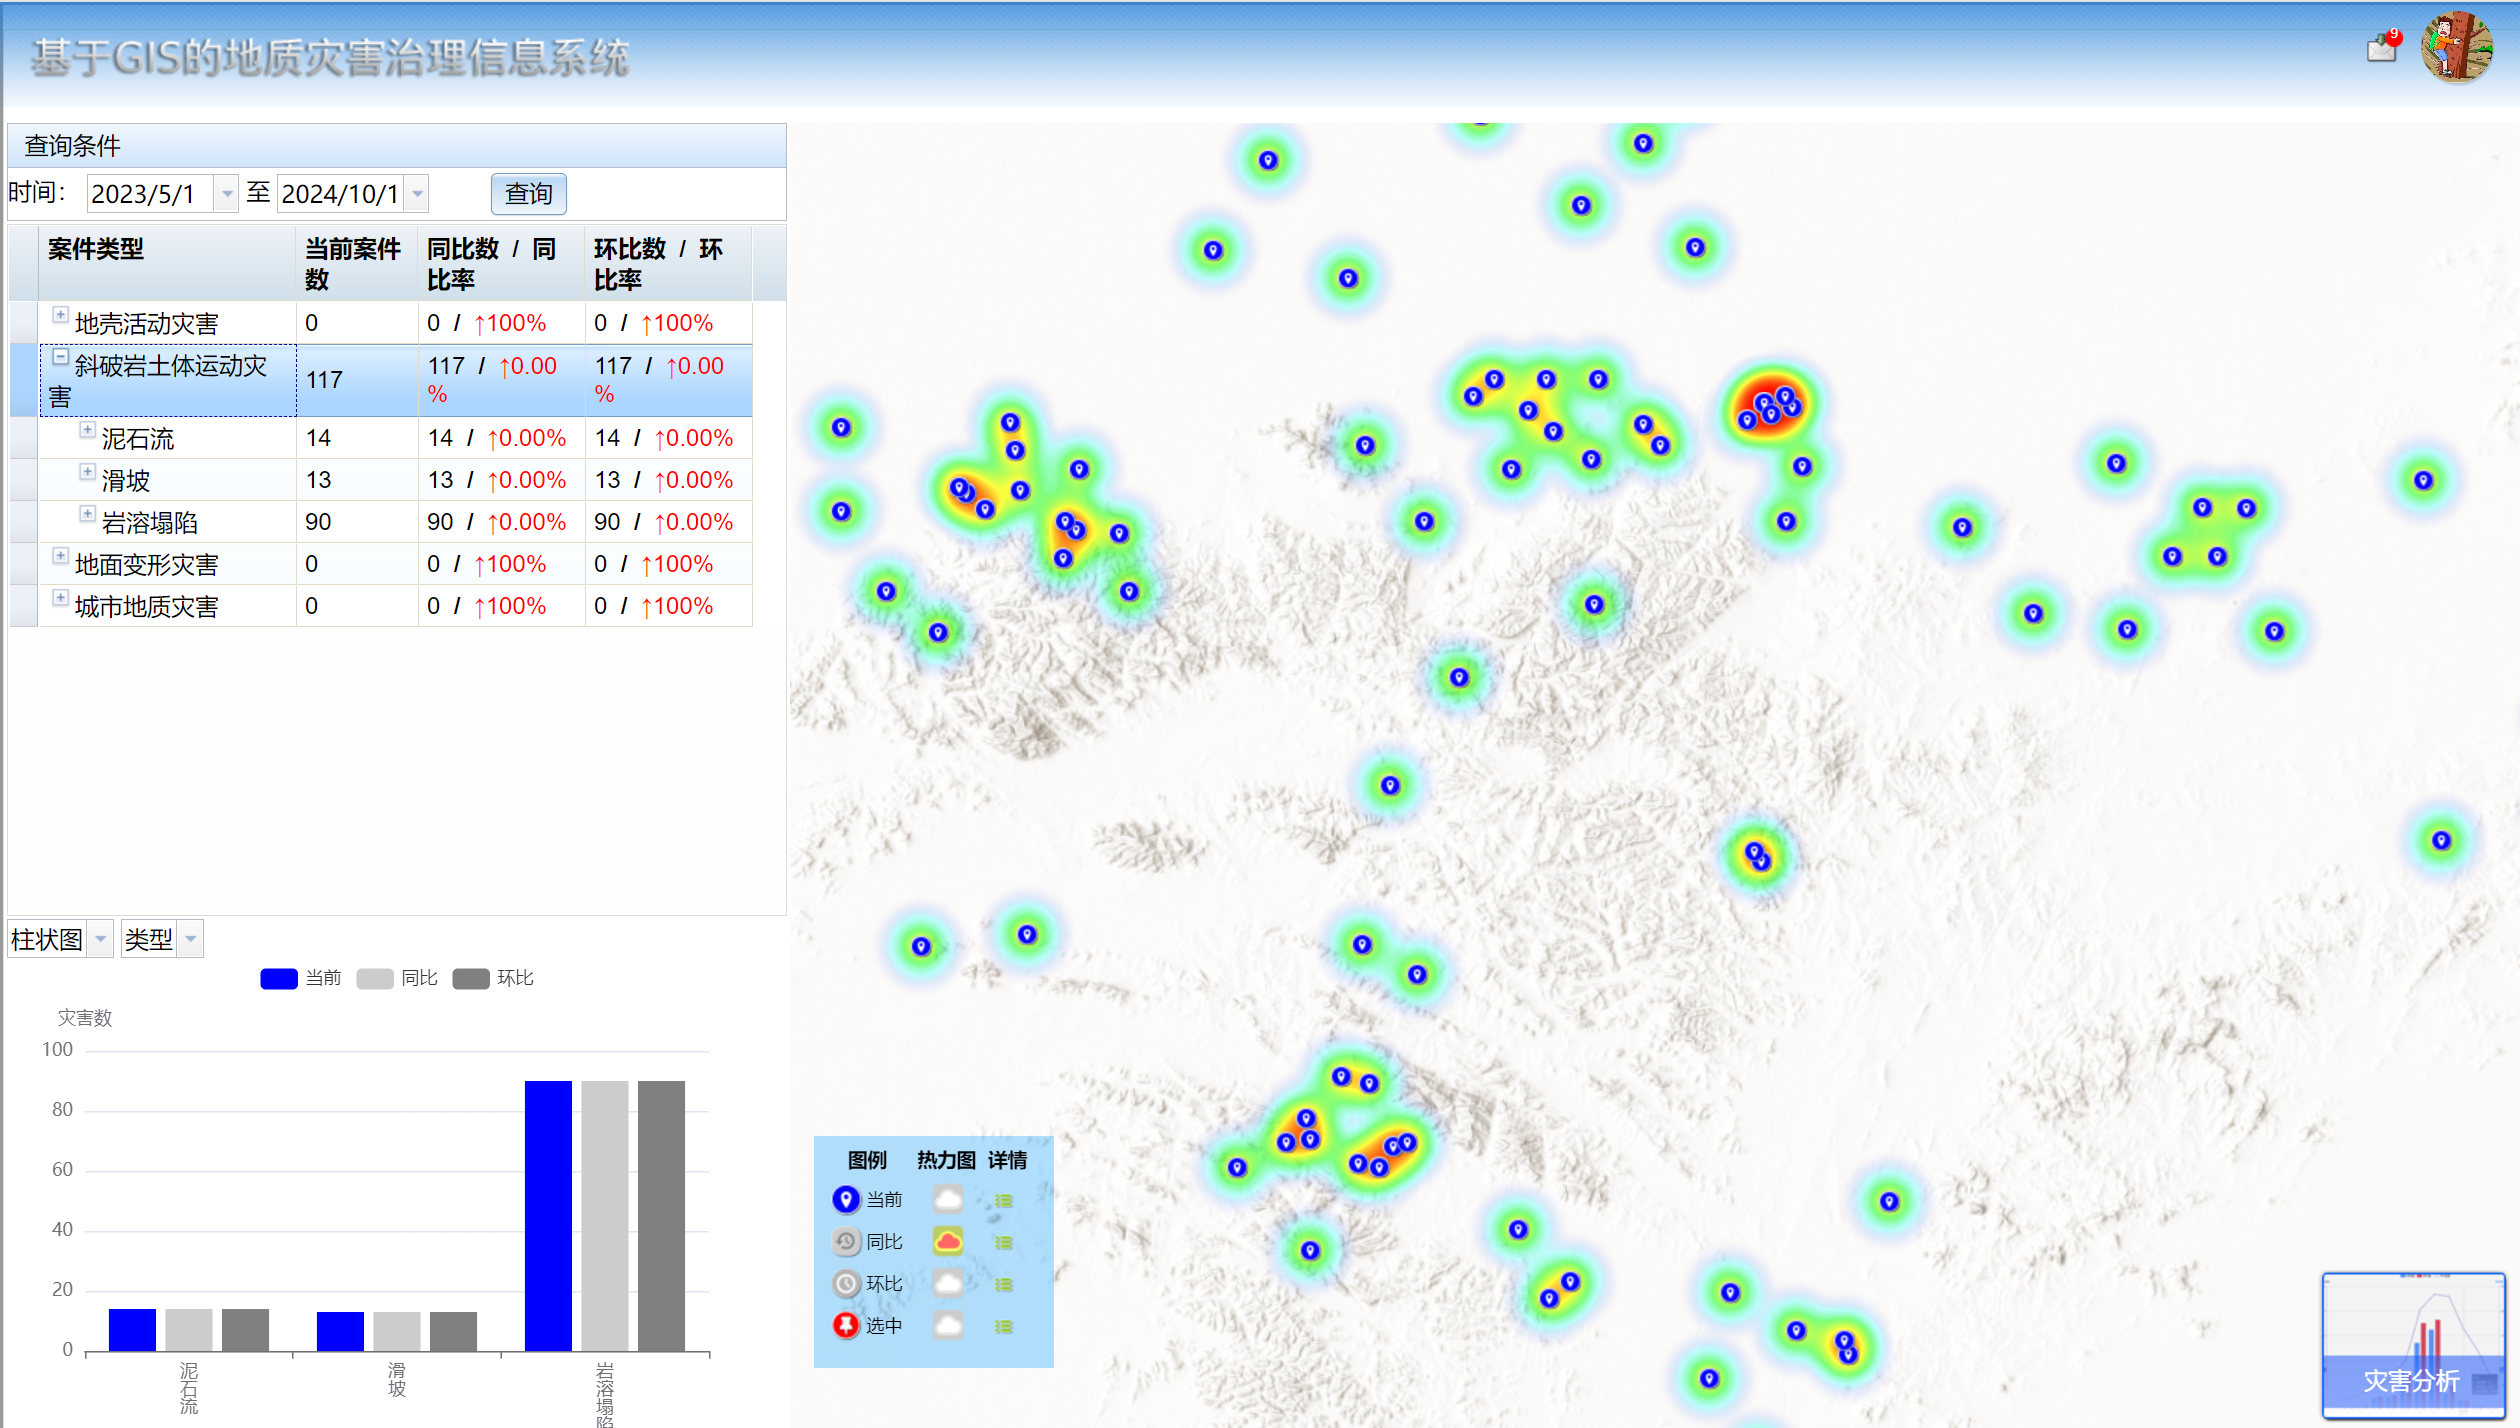 基于GIS的地质灾害治理信息系统
9
查询条件
时间： 2023/5/1 至 2024/10/1 查询
案件类型 当前案件数 同比数 / 同比率 环比数 / 环比率
地壳活动灾害 0 0 / ↑100% 0 / ↑100%
斜破岩土体运动灾害 117 117 / ↑0.00% 117 / ↑0.00%
泥石流 14 14 / ↑0.00% 14 / ↑0.00%
滑坡 13 13 / ↑0.00% 13 / ↑0.00%
岩溶塌陷 90 90 / ↑0.00% 90 / ↑0.00%
地面变形灾害 0 0 / ↑100% 0 / ↑100%
城市地质灾害 0 0 / ↑100% 0 / ↑100%
柱状图 类型
当前 同比 环比
灾害数
100
80
60
40
20
0
泥石流 滑坡 岩溶塌陷
图例 热力图 详情
当前
同比
环比
选中
灾害分析